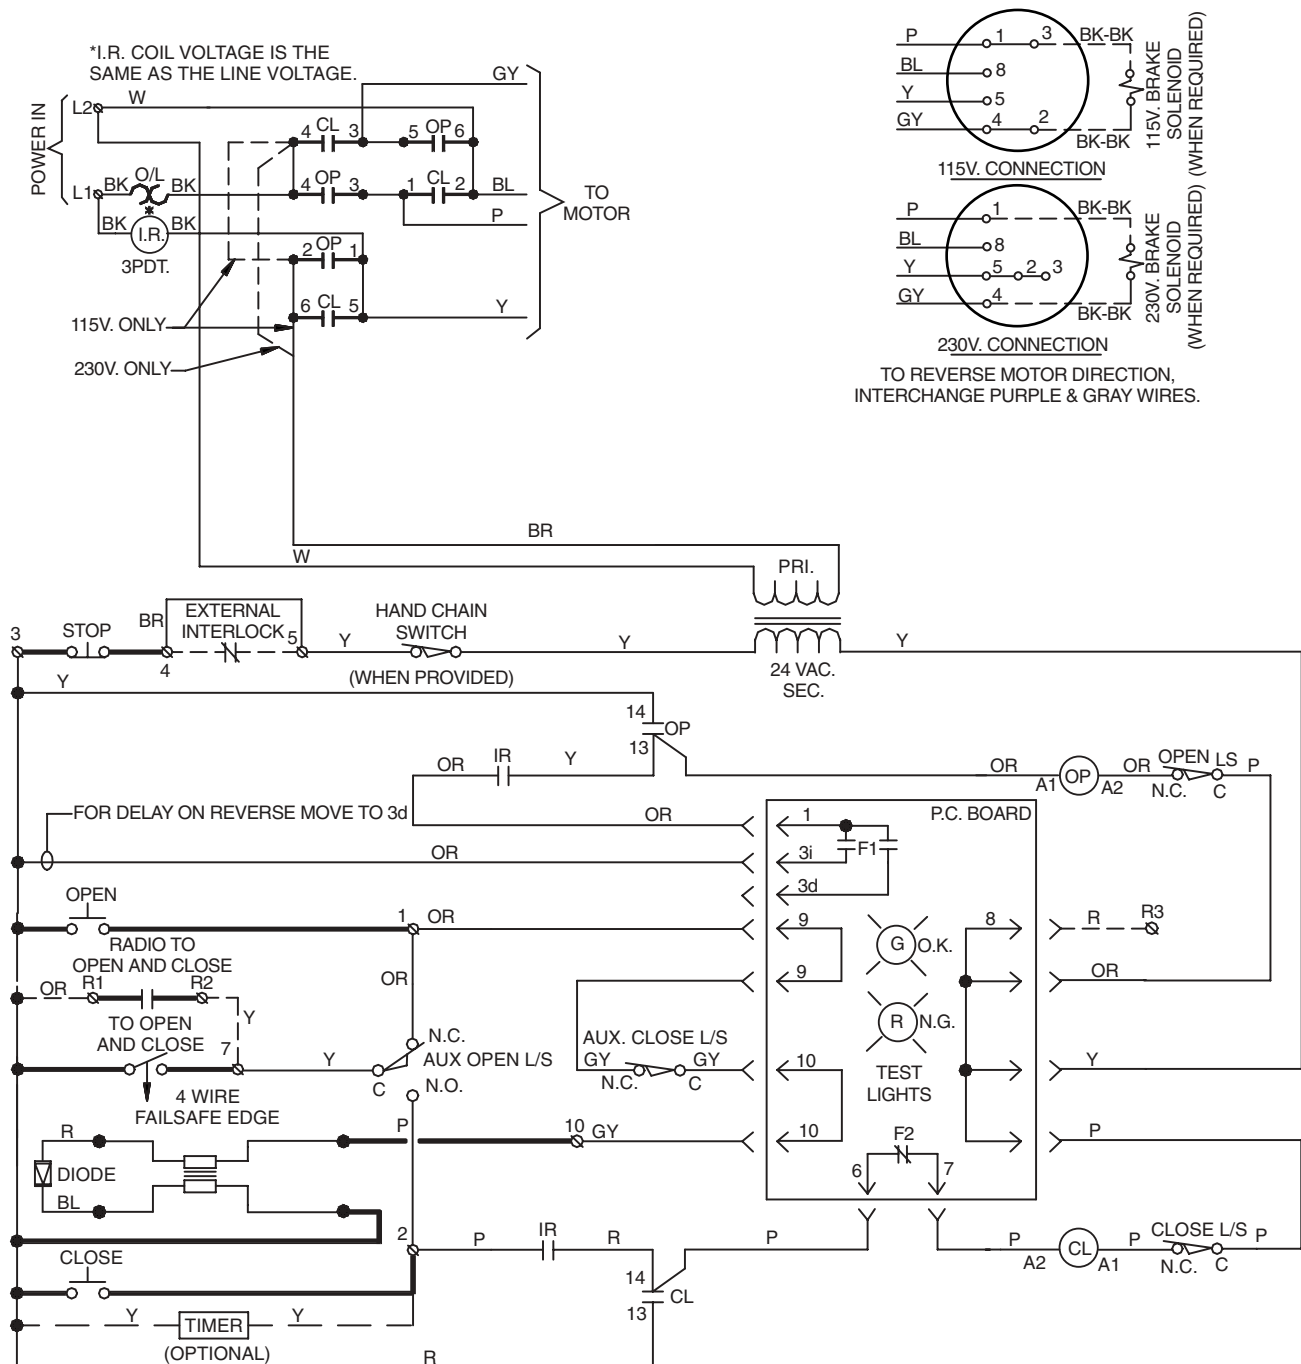 *I.R. COIL VOLTAGE IS THE
SAME AS THE LINE VOLTAGE.
POWER IN
L2
W
GY
4 CL 3 5 OP 6
L1
BK O/L BK
4 OP 3 1 CL 2
BL
P
TO
MOTOR
*
BK I.R. BK
3PDT.
2 OP 1
6 CL 5
Y
115V. ONLY
230V. ONLY
P 1 3 BK-BK
BL 8
Y 5
GY 4 2
BK-BK
115V. BRAKE
SOLENOID
(WHEN REQUIRED)
115V. CONNECTION
P 1 BK-BK
BL 8
Y 5 2 3
GY 4
BK-BK
230V. BRAKE
SOLENOID
(WHEN REQUIRED)
230V. CONNECTION
TO REVERSE MOTOR DIRECTION,
INTERCHANGE PURPLE & GRAY WIRES.
BR
W
PRI.
3 STOP BR EXTERNAL
INTERLOCK 5
4
Y
HAND CHAIN
SWITCH
(WHEN PROVIDED)
Y
24 VAC.
SEC.
Y
Y
14
OP
13
OR IR Y
OR A1 OP A2 OR OPEN LS P
N.C. C
FOR DELAY ON REVERSE MOVE TO 3d
OR
OR
P.C. BOARD
1
3i
F1
3d
OPEN
1 OR
9
8
R R3
G O.K.
RADIO TO
OPEN AND CLOSE
OR R1 R2
OR
9
OR
Y
R N.G.
TO OPEN
AND CLOSE
7 Y
N.C.
AUX OPEN L/S
C
N.O.
AUX. CLOSE L/S
GY GY
N.C. C
10
TEST
LIGHTS
Y
4 WIRE
FAILSAFE EDGE
R
DIODE
BL
P
10 GY
10
F2
6 7
P
2 P IR R
P
P A2 CL A1 P CLOSE L/S P
N.C. C
CLOSE
14
CL
13
Y TIMER Y
(OPTIONAL)
R